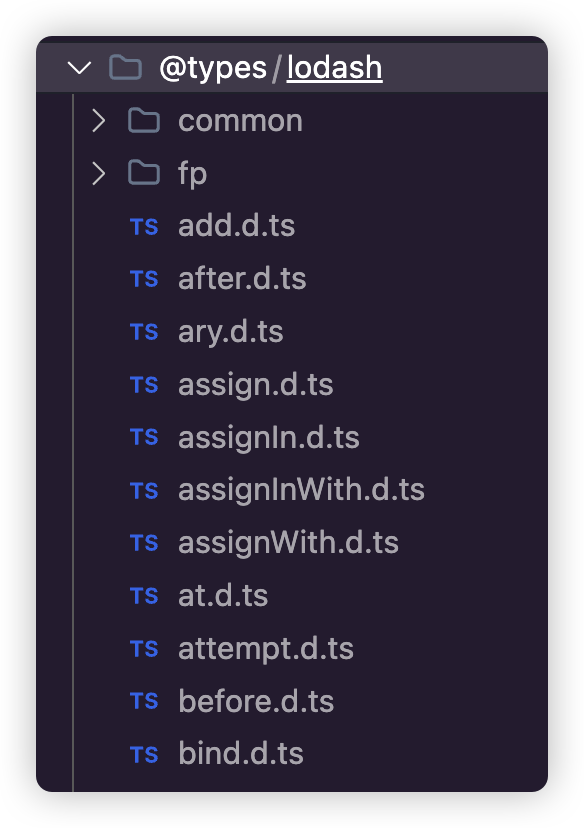 @types/lodash
common
fp
TS add.d.ts
TS after.d.ts
TS ary.d.ts
TS assign.d.ts
TS assignIn.d.ts
TS assignInWith.d.ts
TS assignWith.d.ts
TS at.d.ts
TS attempt.d.ts
TS before.d.ts
TS bind.d.ts